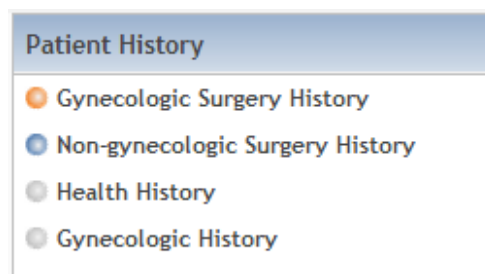 Patient History
Gynecologic Surgery History
Non-gynecologic Surgery History
Health History
Gynecologic History